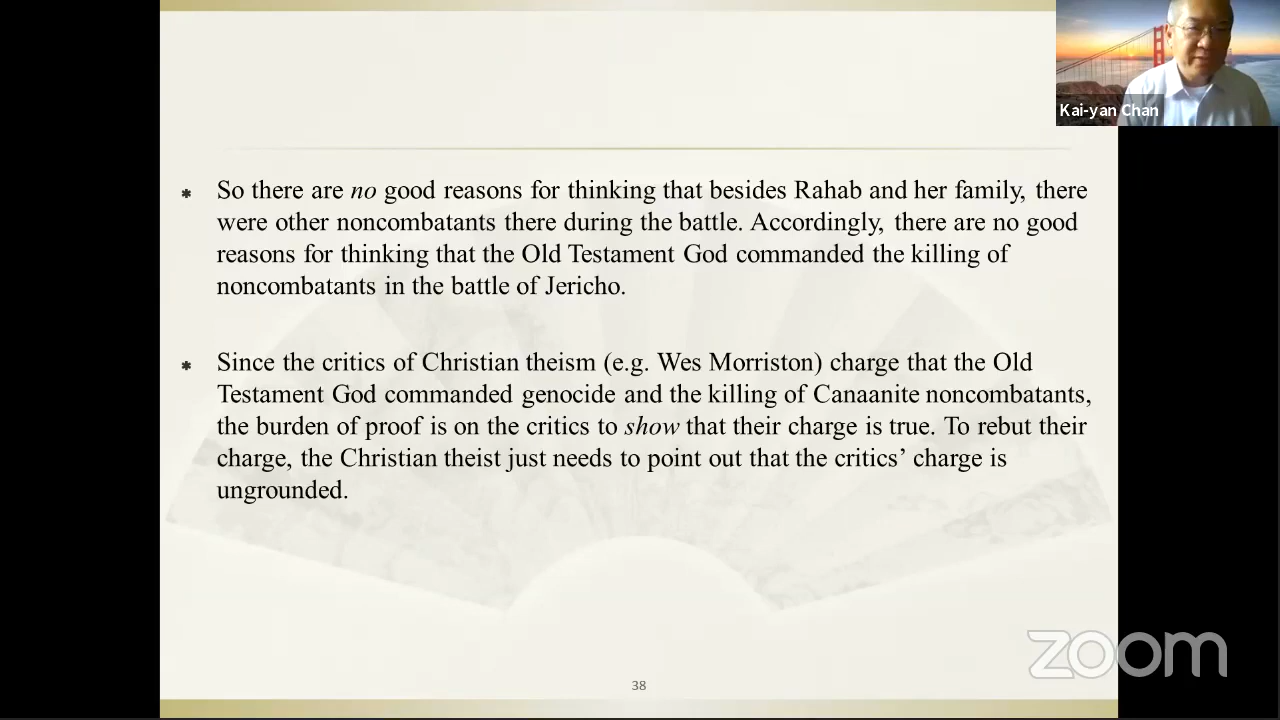 Kai-yan Chan
* So there are no good reasons for thinking that besides Rahab and her family, there
were other noncombatants there during the battle. Accordingly, there are no good
reasons for thinking that the Old Testament God commanded the killing of
noncombatants in the battle of Jericho.
* Since the critics of Christian theism (e.g. Wes Morriston) charge that the Old
Testament God commanded genocide and the killing of Canaanite noncombatants,
the burden of proof is on the critics to show that their charge is true. To rebut their
charge, the Christian theist just needs to point out that the critics’ charge is
ungrounded.
zoom
38